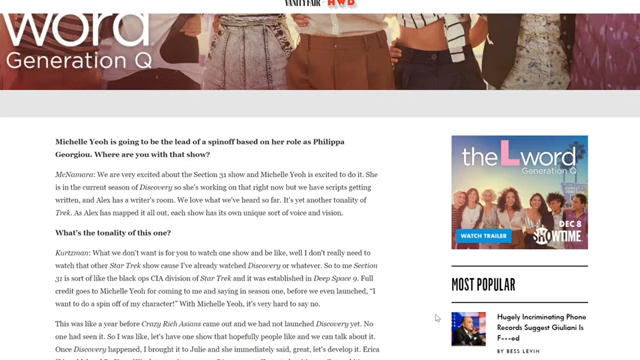 VANITY FAIR HWD
word
Generation Q
Michelle Yeoh is going to be the lead of a spinoff based on her role as Philippa
Georgiou. Where are you with that show?
McNamara: We are very excited about the Section 31 show and Michelle Yeoh is excited to do it. She
is in the current season of Discovery so she's working on that right now but we have scripts getting
written, and Alex has a writer's room. We love what we've heard so far. It's yet another tonality of
Trek. As Alex has mapped it all out, each show has its own unique sort of voice and vision.
What's the tonality of this one?
Kurtzman: What we don't want is for you to watch one show and be like, well I don't really need to
watch that other Star Trek show cause I've already watched Discovery or whatever. So to me Section
31 is sort of like the black ops CIA division of Star Trek and it was established in Deep Space 9. Full
credit goes to Michelle Yeoh for coming to me and saying in season one, before we even launched, “I
want to do a spin off of my character!” With Michelle Yeoh, it's very hard to say no.
This was like a year before Crazy Rich Asians came out and we had not launched Discovery yet. No
one had seen it. So I was like, let's have one show that hopefully people like and we can talk about it.
Once Discovery happened, I brought it to Julie and she immediately said, great, let's develop it. Erica
the L word
Generation Q
WATCH TRAILER
DEC 8
SHOWTIME
MOST POPULAR
Hugely Incriminating Phone
Records Suggest Giuliani Is
F---ed
BY BESS LEVIN